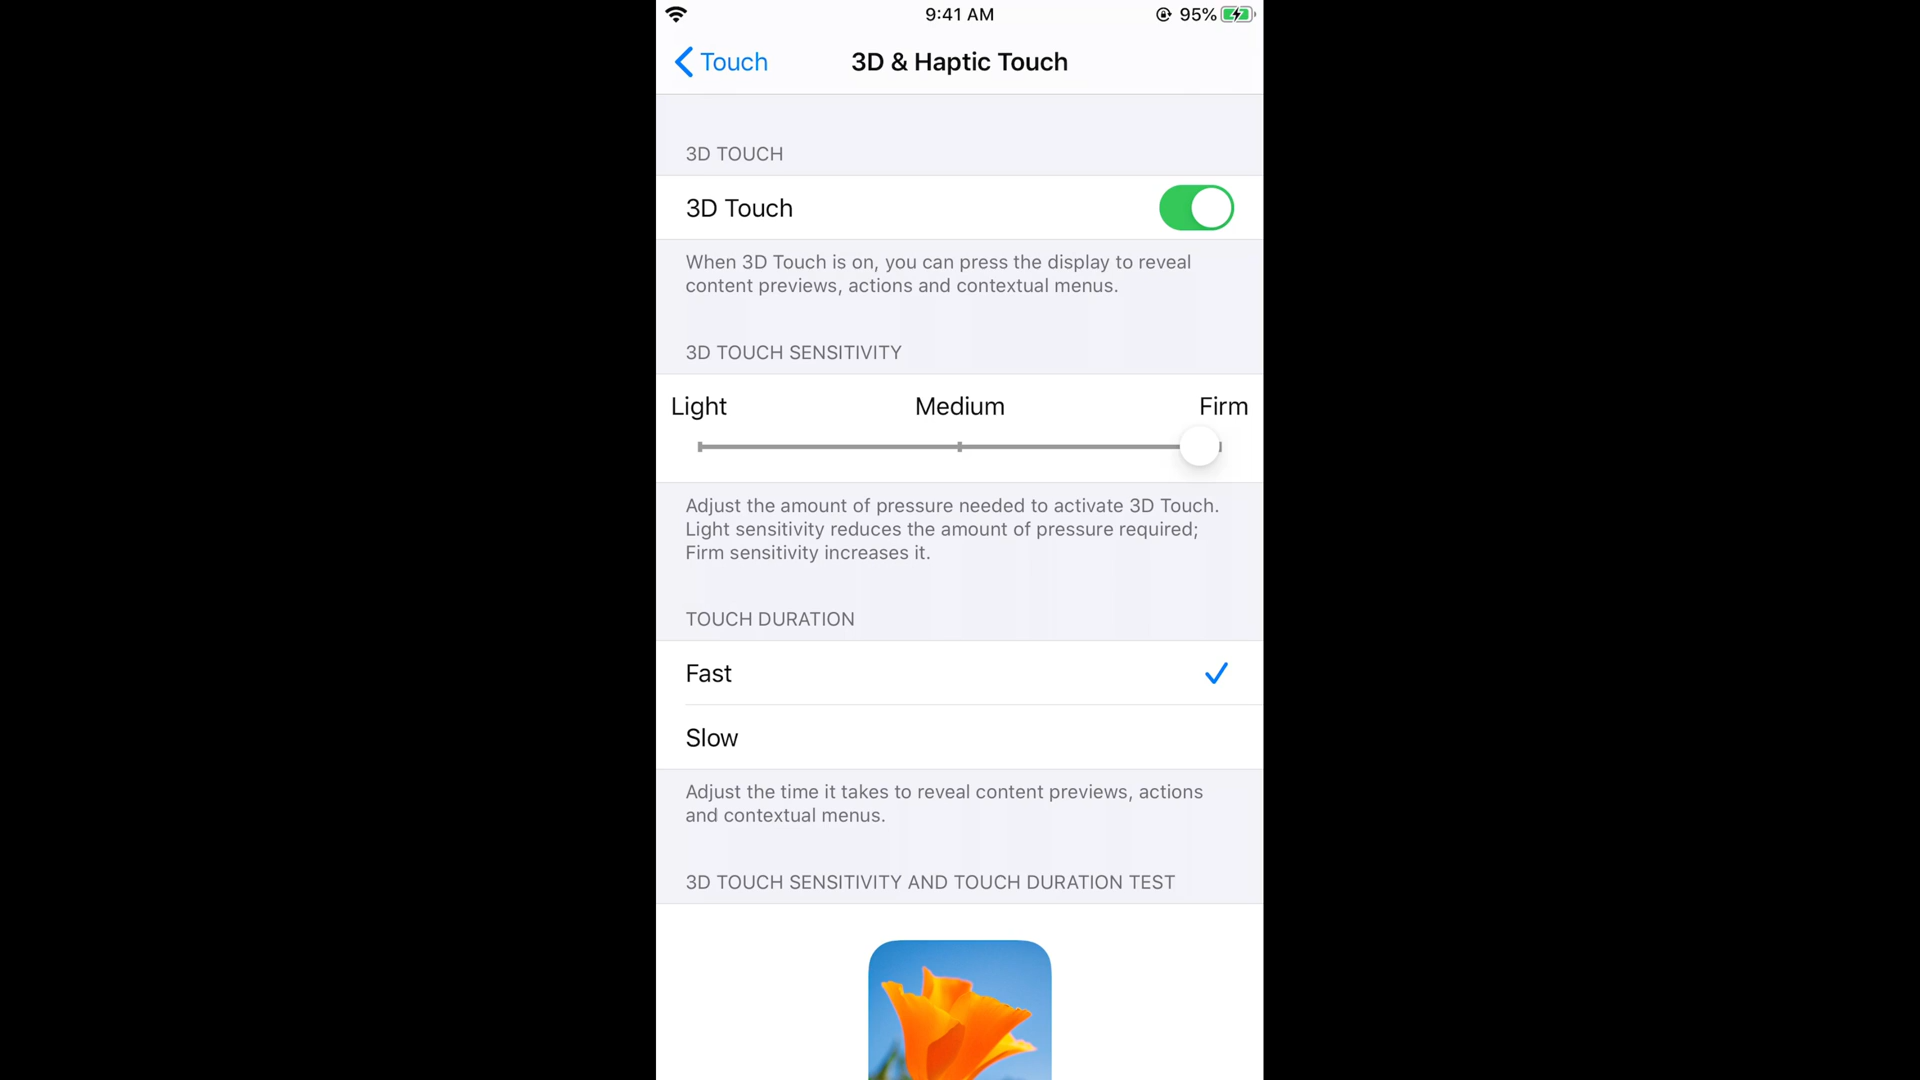 9:41 AM
95%
Touch
3D & Haptic Touch
3D TOUCH
3D Touch
When 3D Touch is on, you can press the display to reveal
content previews, actions and contextual menus.
3D TOUCH SENSITIVITY
Light Medium Firm
Adjust the amount of pressure needed to activate 3D Touch.
Light sensitivity reduces the amount of pressure required;
Firm sensitivity increases it.
TOUCH DURATION
Fast
Slow
Adjust the time it takes to reveal content previews, actions
and contextual menus.
3D TOUCH SENSITIVITY AND TOUCH DURATION TEST